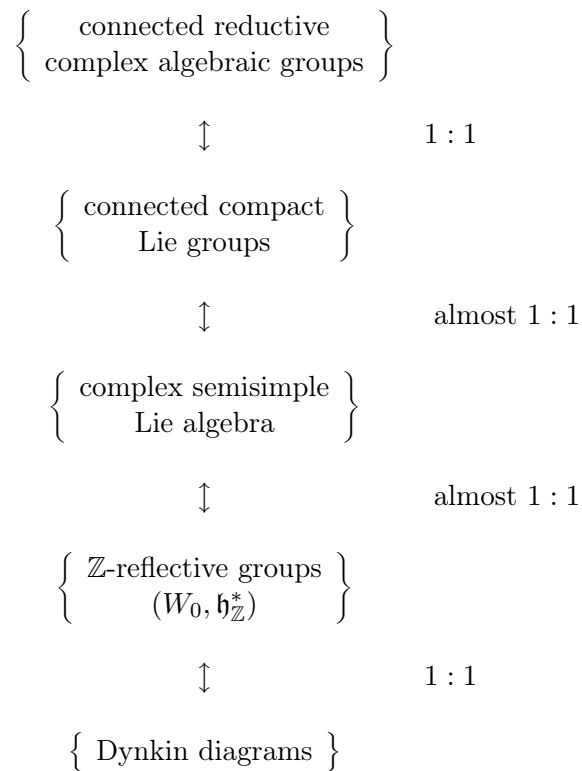 { connected reductive
complex algebraic groups }
↕ 1 : 1
{ connected compact
Lie groups }
↕ almost 1 : 1
{ complex semisimple
Lie algebra }
↕ almost 1 : 1
{ ℤ-reflective groups
(W₀, 𝔥*_ℤ) }
↕ 1 : 1
{ Dynkin diagrams }